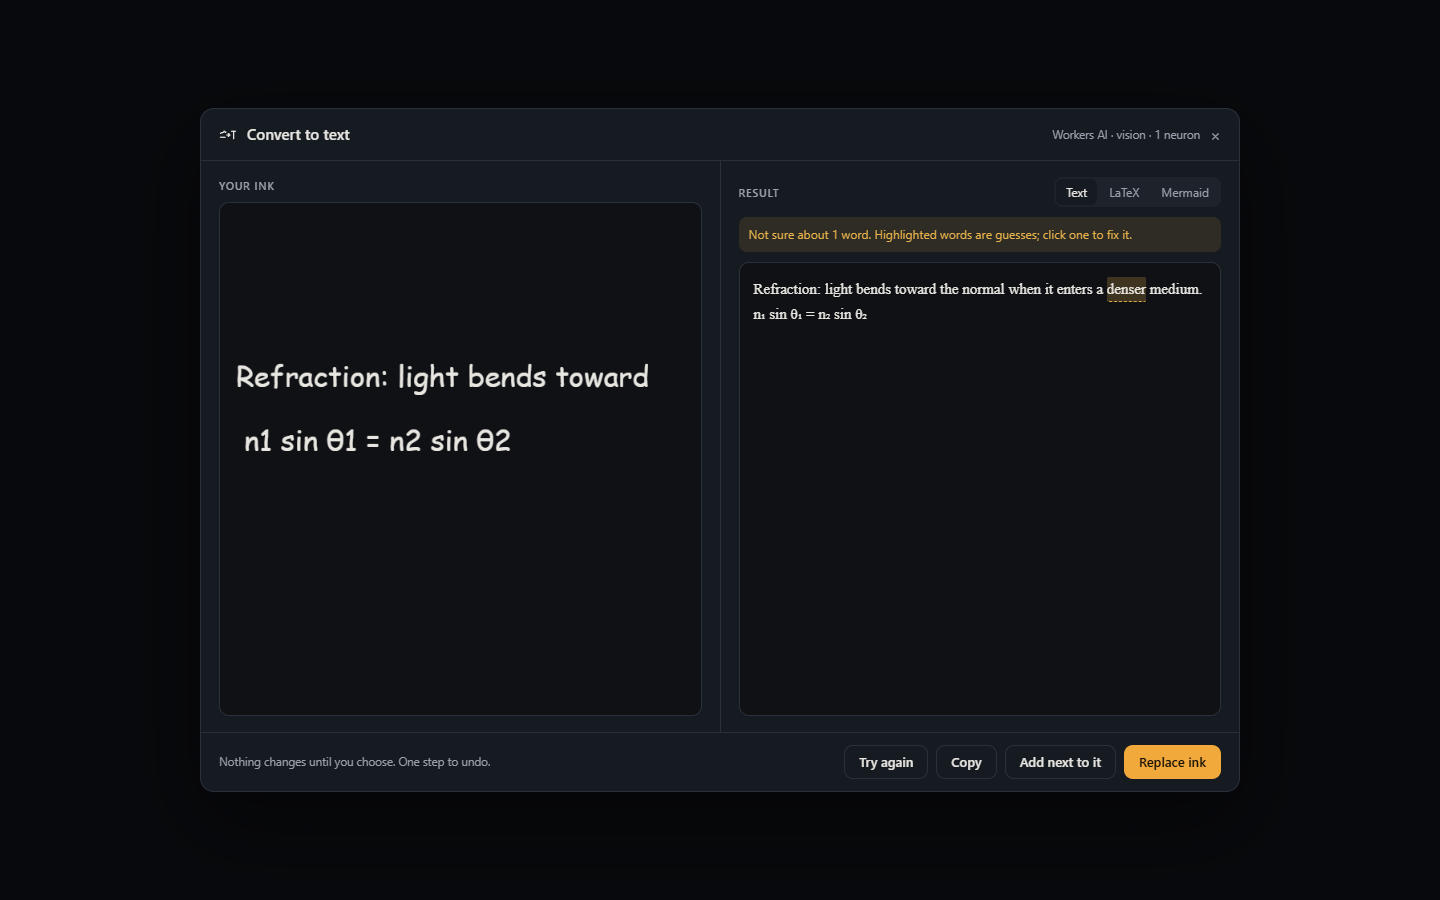 Convert to text
Workers AI · vision · 1 neuron ×
YOUR INK
Refraction: light bends toward
n1 sin θ1 = n2 sin θ2
RESULT
Text LaTeX Mermaid
Not sure about 1 word. Highlighted words are guesses; click one to fix it.
Refraction: light bends toward the normal when it enters a denser medium.
n₁ sin θ₁ = n₂ sin θ₂
Nothing changes until you choose. One step to undo.
Try again Copy Add next to it Replace ink